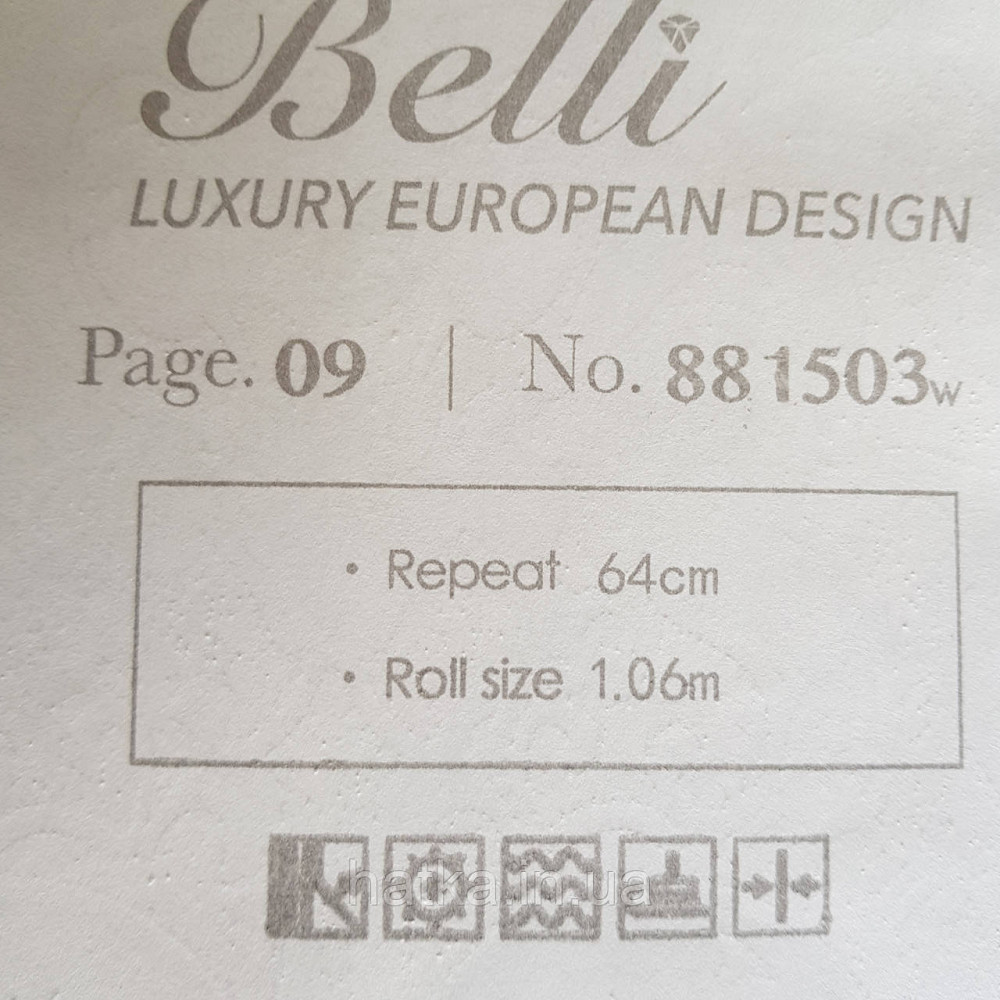 Belli
LUXURY EUROPEAN DESIGN
Page. 09 | No. 881503w
• Repeat 64cm
• Roll size 1.06m
hatka.in.ua